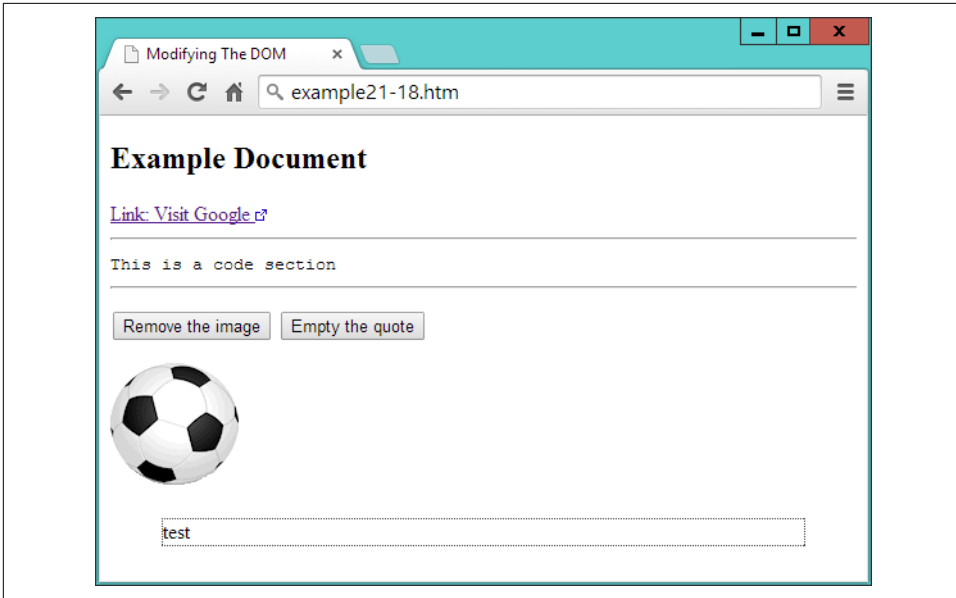 Modifying The DOM
example21-18.htm
Example Document
Link: Visit Google
This is a code section
Remove the image Empty the quote
test